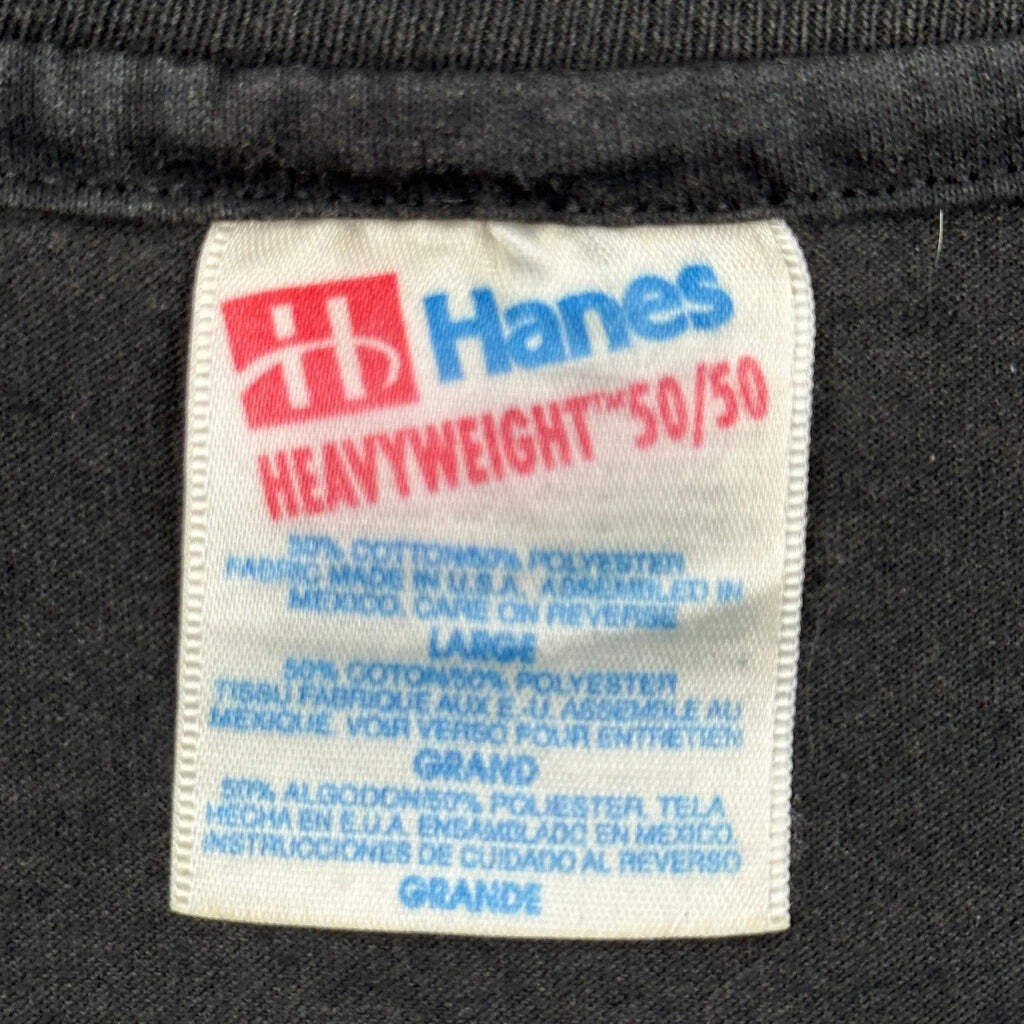 Hanes
HEAVYWEIGHT™ 50/50
50% COTTON/50% POLYESTER
FABRIC MADE IN U.S.A. ASSEMBLED IN
MEXICO. CARE ON REVERSE
LARGE
50% COTON/50% POLYESTER
TISSU FABRIQUE AUX E.-U. ASSEMBLE AU
MEXIQUE. VOIR VERSO POUR ENTRETIEN
GRAND
50% ALGODON/50% POLIESTER. TELA
HECHA EN E.U.A. ENSAMBLADO EN MEXICO.
INSTRUCCIONES DE CUIDADO AL REVERSO
GRANDE